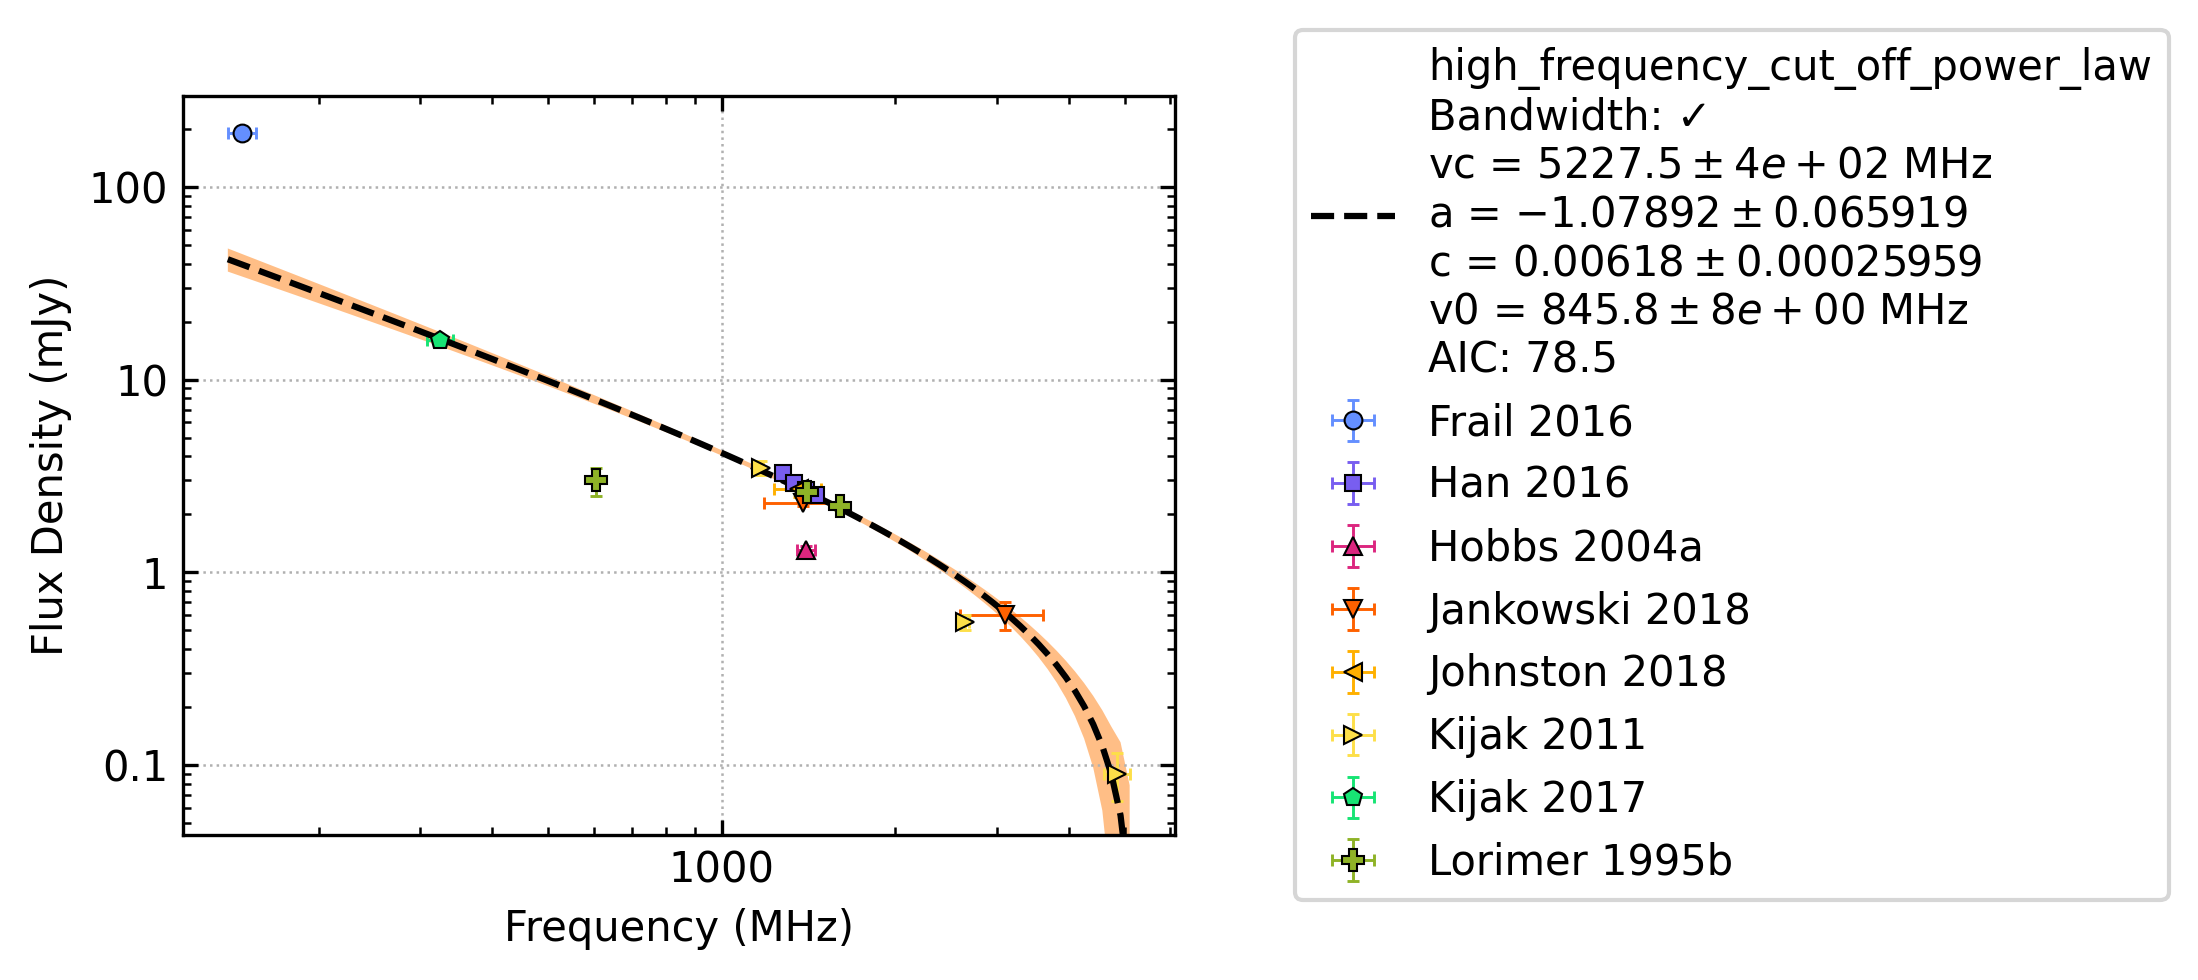 100
10
1
0.1
1000
Flux Density (mJy)
Frequency (MHz)
high_frequency_cut_off_power_law
Bandwidth: ✓
vc = 5227.5 ± 4e + 02 MHz
a = −1.07892 ± 0.065919
c = 0.00618 ± 0.00025959
v0 = 845.8 ± 8e + 00 MHz
AIC: 78.5
Frail 2016
Han 2016
Hobbs 2004a
Jankowski 2018
Johnston 2018
Kijak 2011
Kijak 2017
Lorimer 1995b